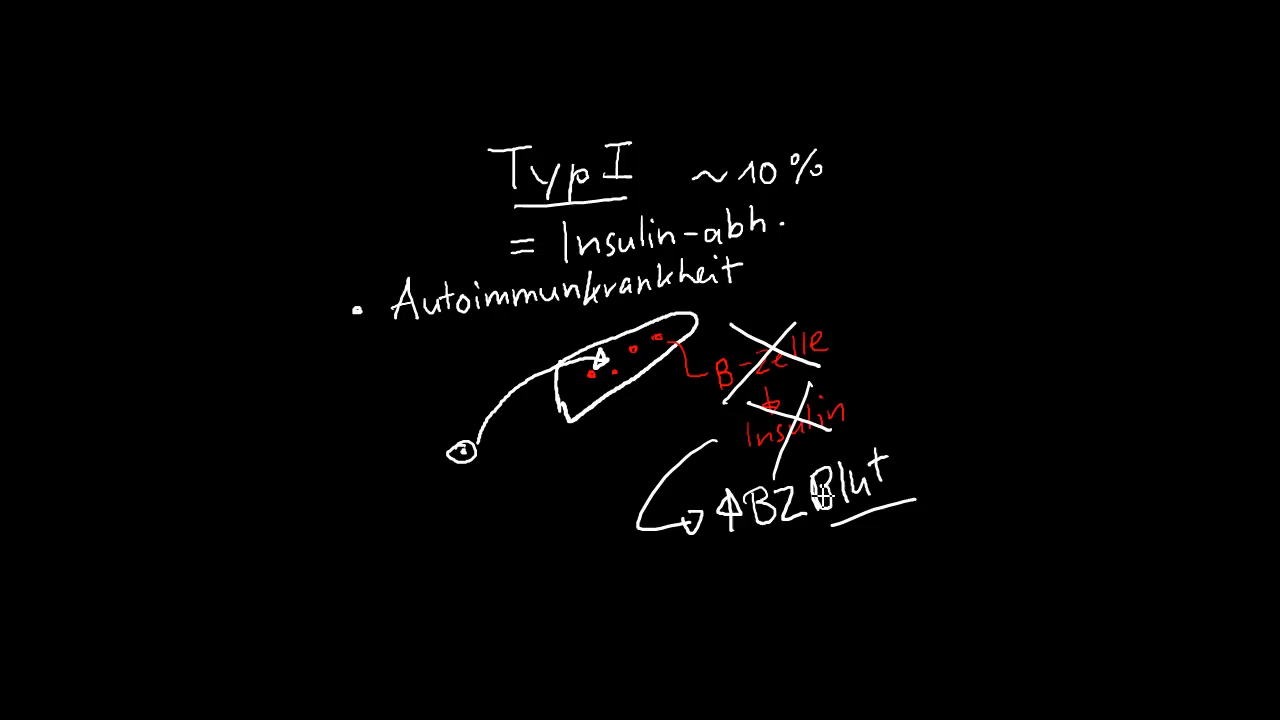 Typ I ~10%
= Insulin-abh.
• Autoimmunkrankheit
B-Zelle
Insulin
BZ Blut